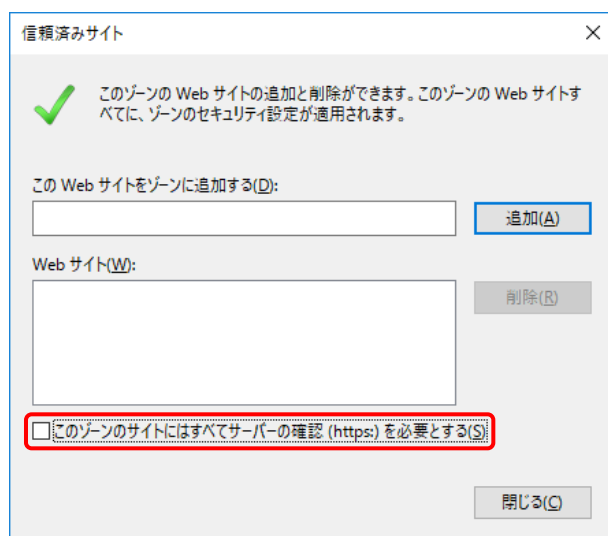 信頼済みサイト
このゾーンの Web サイトの追加と削除ができます。このゾーンの Web サイトす
べてに、ゾーンのセキュリティ設定が適用されます。
この Web サイトをゾーンに追加する(D):
追加(A)
Web サイト(W):
削除(R)
このゾーンのサイトにはすべてサーバーの確認 (https:) を必要とする(S)
閉じる(C)